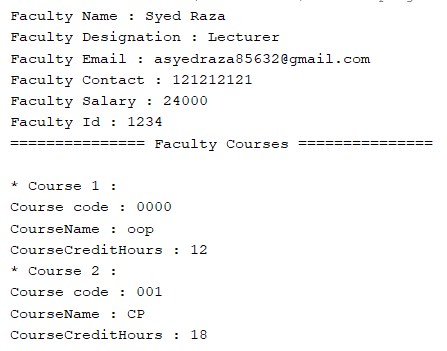 Faculty Name : Syed Raza
Faculty Designation : Lecturer
Faculty Email : asyedraza85632@gmail.com
Faculty Contact : 121212121
Faculty Salary : 24000
Faculty Id : 1234
=============== Faculty Courses ===============
* Course 1 :
Course code : 0000
CourseName : oop
CourseCreditHours : 12
* Course 2 :
Course code : 001
CourseName : CP
CourseCreditHours : 18